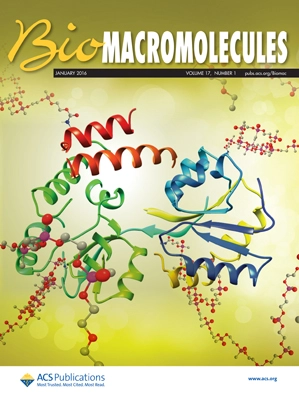 Bio MACROMOLECULES
JANUARY 2016 VOLUME 17, NUMBER 1 pubs.acs.org/Biomac
ACS Publications
Most Trusted. Most Cited. Most Read.
www.acs.org